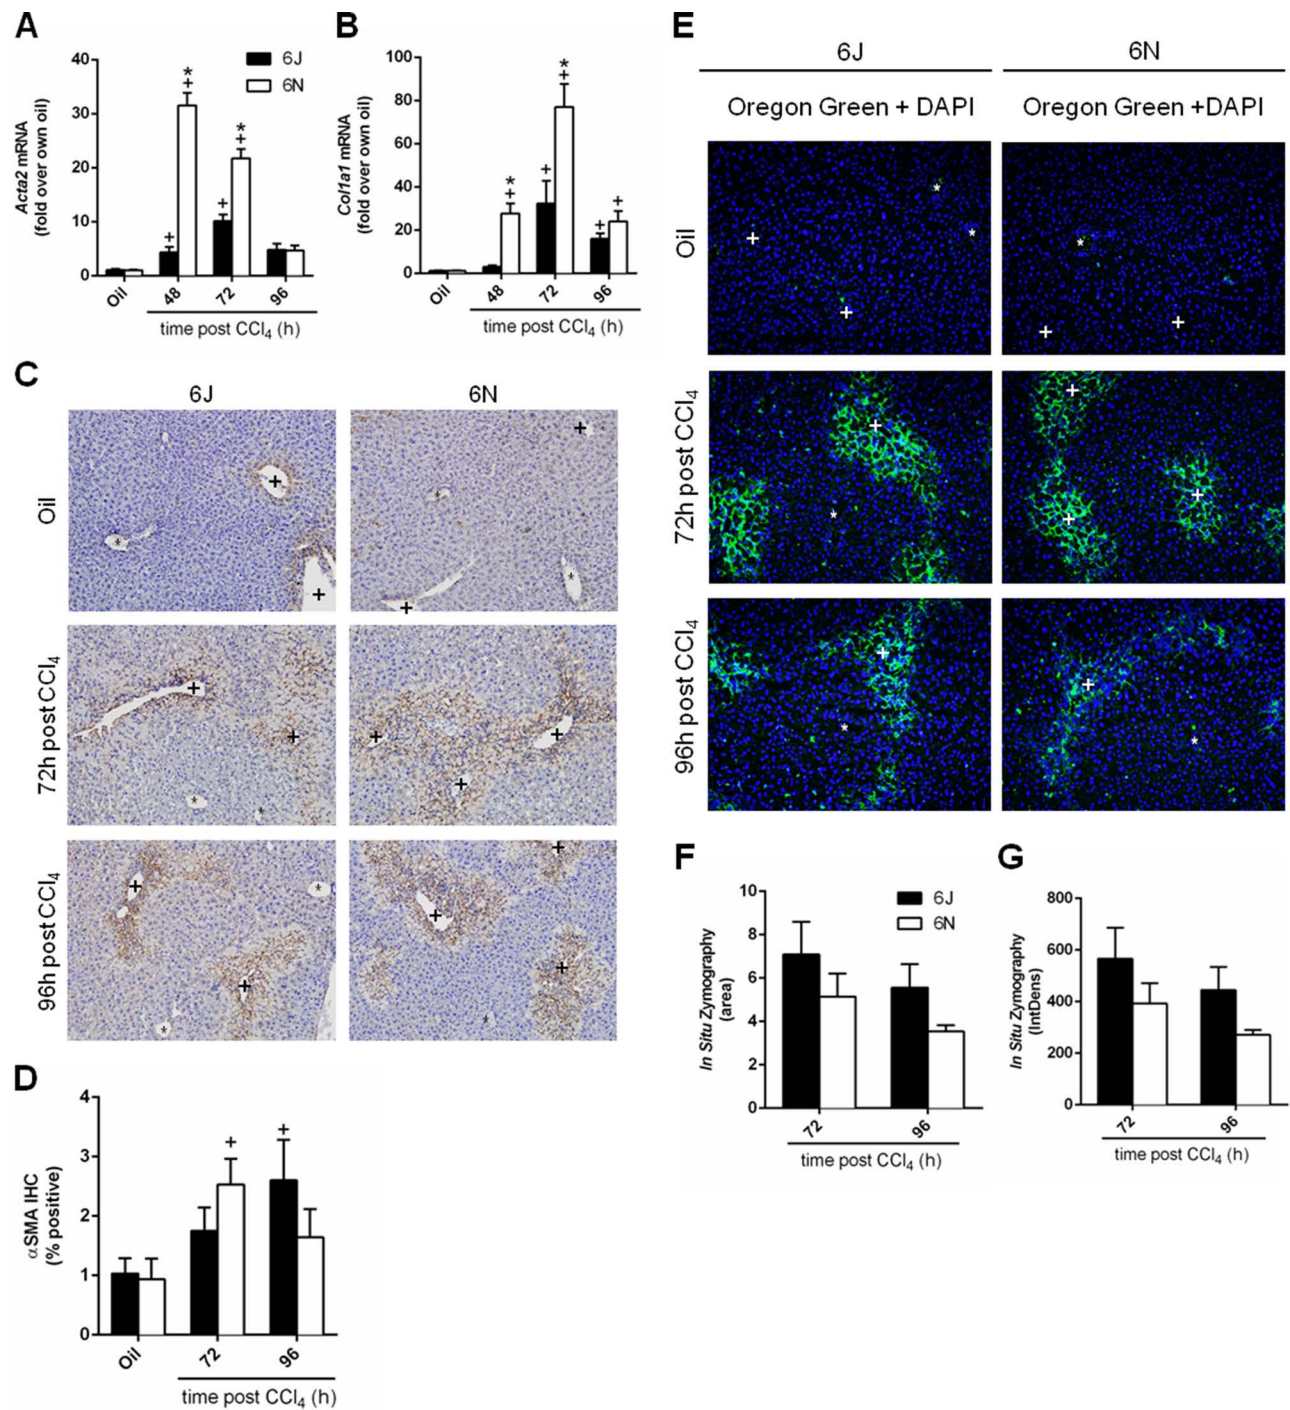 A
Acta2 mRNA
(fold over own oil)
40
30
20
10
0
6J
6N
*
+
*
+
+
+
Oil
48
72
96
time post CCl4 (h)
B
Col1a1 mRNA
(fold over own oil)
100
80
60
40
20
0
*
+
*
+
+
+
+
Oil
48
72
96
time post CCl4 (h)
C
6J
6N
Oil
+
*
+
+
*
*
+
72h post CCl4
+
+
*
*
+
+
+
96h post CCl4
+
*
+
*
+
+
+
*
D
αSMA IHC
(% positive)
4
3
2
1
0
+
+
Oil
72
96
time post CCl4 (h)
E
6J
6N
Oregon Green + DAPI
Oregon Green +DAPI
Oil
*
+
*
+
*
+
+
72h post CCl4
+
*
+
+
+
96h post CCl4
+
*
+
*
F
In Situ Zymography
(area)
10
8
6
4
2
0
6J
6N
72
96
time post CCl4 (h)
G
In Situ Zymography
(IntDens)
800
600
400
200
0
72
96
time post CCl4 (h)